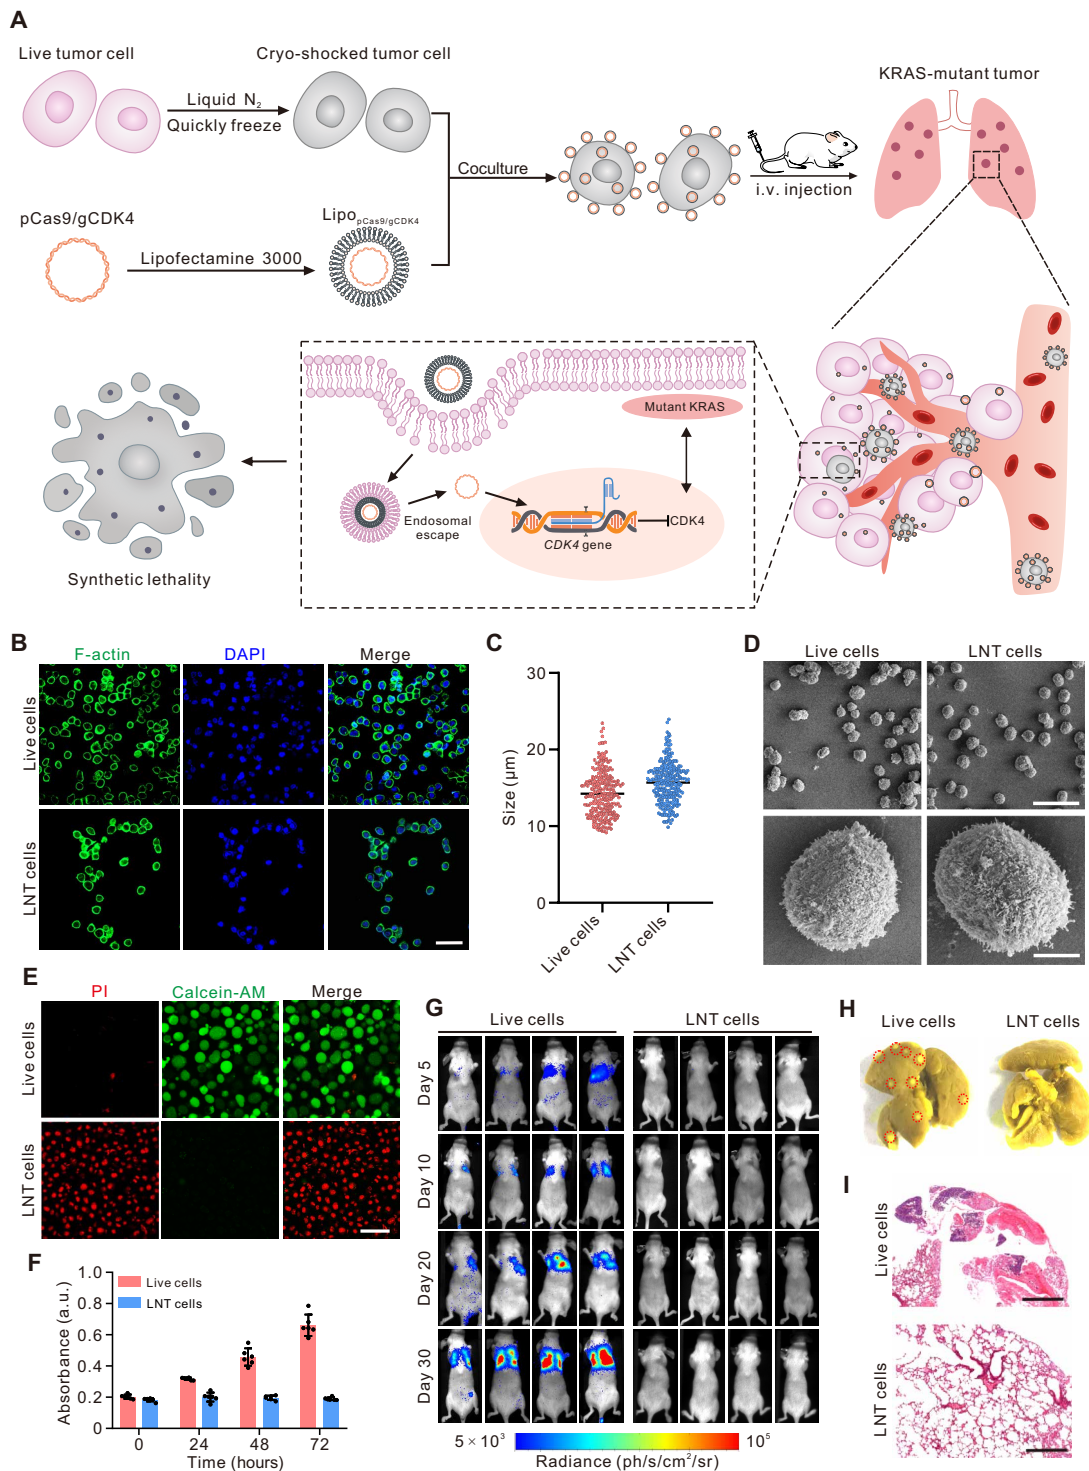 A
Live tumor cell
Cryo-shocked tumor cell
KRAS-mutant tumor
Liquid N2
Quickly freeze
Coculture
i.v. injection
pCas9/gCDK4
Lipo pCas9/gCDK4
Lipofectamine 3000
Mutant KRAS
Endosomal
escape
CDK4
CDK4 gene
Synthetic lethality
B
F-actin
DAPI
Merge
Live cells
LNT cells
C
Size (µm)
30
20
10
0
Live cells
LNT cells
D
Live cells
LNT cells
E
PI
Calcein-AM
Merge
Live cells
LNT cells
F
Absorbance (a.u.)
1.0
0.8
0.6
0.4
0.2
0
Live cells
LNT cells
0
24
48
72
Time (hours)
G
Live cells
LNT cells
Day 5
Day 10
Day 20
Day 30
5 × 10³
10⁵
Radiance (ph/s/cm²/sr)
H
Live cells
LNT cells
I
Live cells
LNT cells